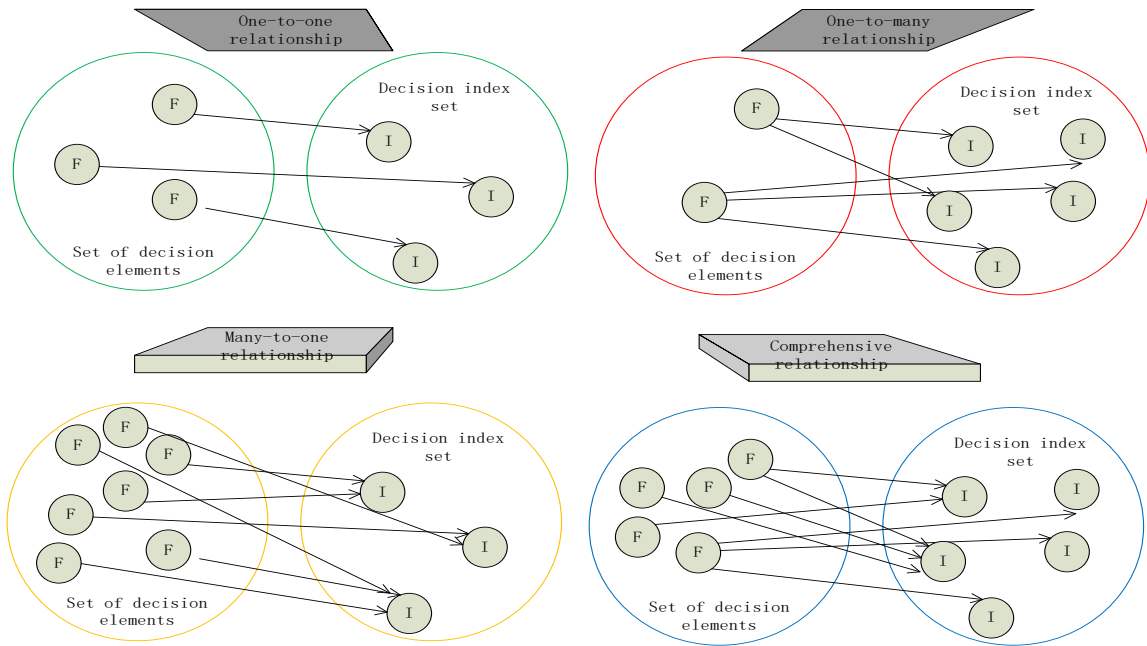 One-to-one
relationship
F
F
F
Decision index
set
I
I
I
Set of decision
elements
One-to-many
relationship
F
F
Decision index
set
I
I
I
I
I
Set of decision
elements
Many-to-one
relationship
F
F
F
F
F
F
F
Decision index
set
I
I
I
Set of decision
elements
Comprehensive
relationship
F
F
F
F
F
Decision index
set
I
I
I
I
I
Set of decision
elements